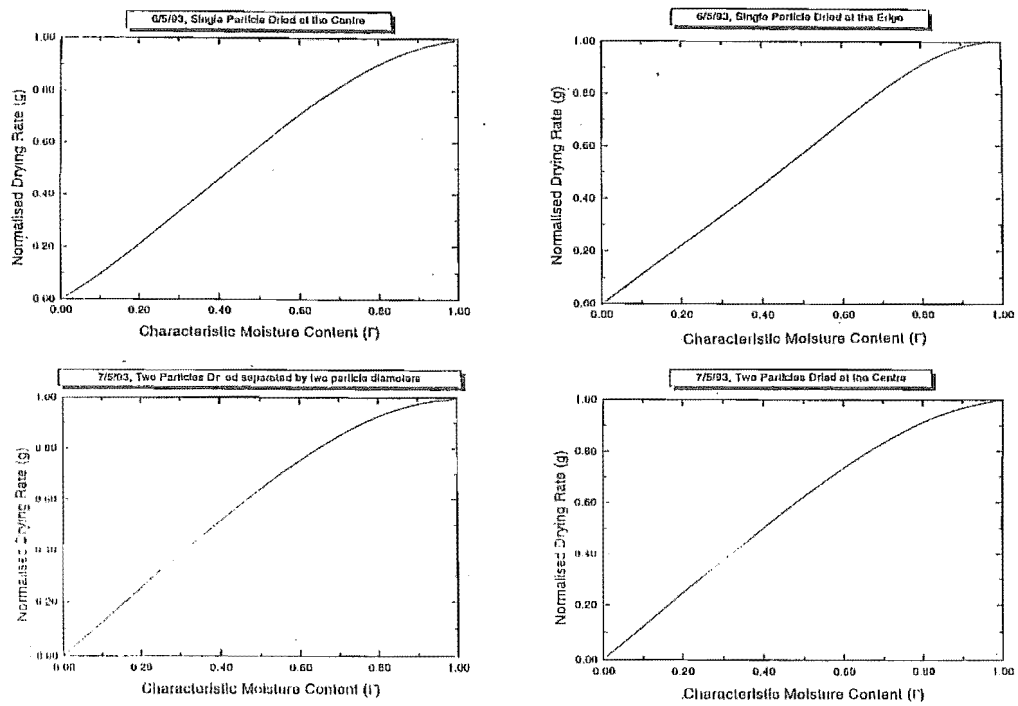 6/5/93, Single Particle Dried at the Centre
1.00
0.80
0.60
0.40
0.20
0.00
Normalised Drying Rate (g)
0.00 0.20 0.40 0.60 0.80 1.00
Characteristic Moisture Content (Γ)
6/5/93, Single Particle Dried at the Edge
1.00
0.80
0.60
0.40
0.20
0.00
Normalised Drying Rate (g)
0.00 0.20 0.40 0.60 0.80 1.00
Characteristic Moisture Content (Γ)
7/5/93, Two Particles Dried separated by two particle diameters
1.00
0.80
0.60
0.40
0.20
0.00
Normalised Drying Rate (g)
0.00 0.20 0.40 0.60 0.80 1.00
Characteristic Moisture Content (Γ)
7/5/93, Two Particles Dried at the Centre
1.00
0.80
0.60
0.40
0.20
0.00
Normalised Drying Rate (g)
0.00 0.20 0.40 0.60 0.80 1.00
Characteristic Moisture Content (Γ)